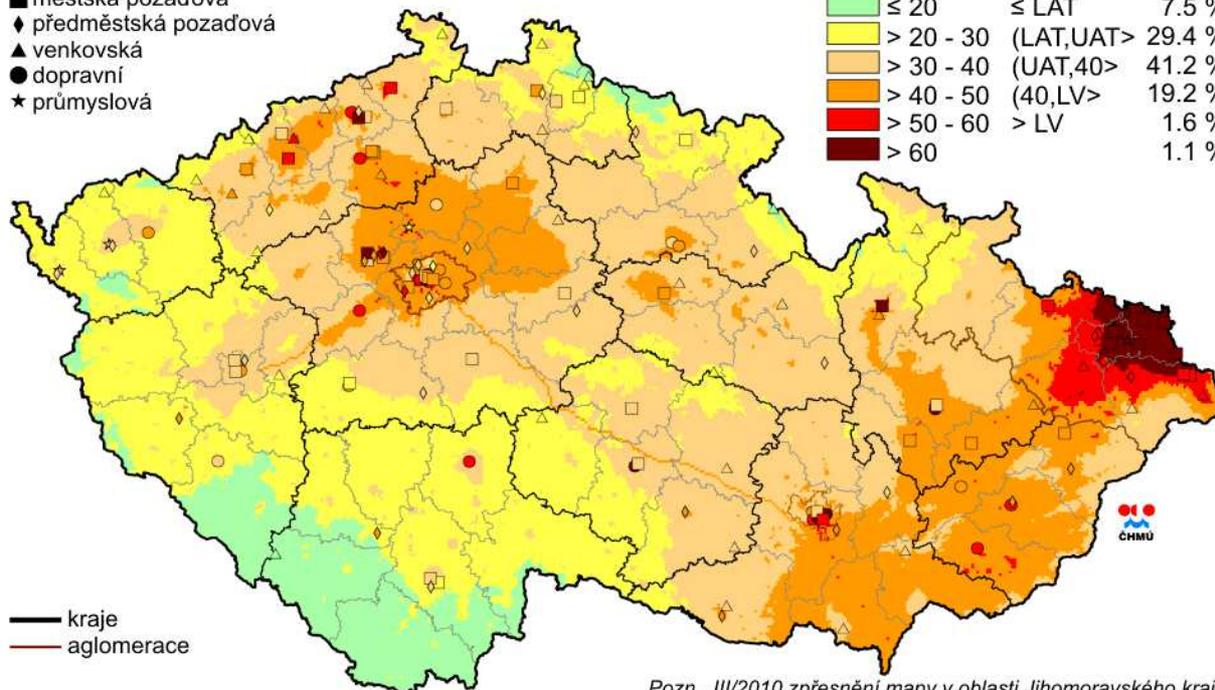 městská pozaďová
předměstská pozaďová
venkovská
dopravní
průmyslová
≤ 20 ≤ LAT 7.5 %
> 20 - 30 (LAT,UAT> 29.4 %
> 30 - 40 (UAT,40> 41.2 %
> 40 - 50 (40,LV> 19.2 %
> 50 - 60 > LV 1.6 %
> 60 1.1 %
ČHMÚ
kraje
aglomerace
Pozn. III/2010 zpřesnění mapy v oblasti Jihomoravského kraj